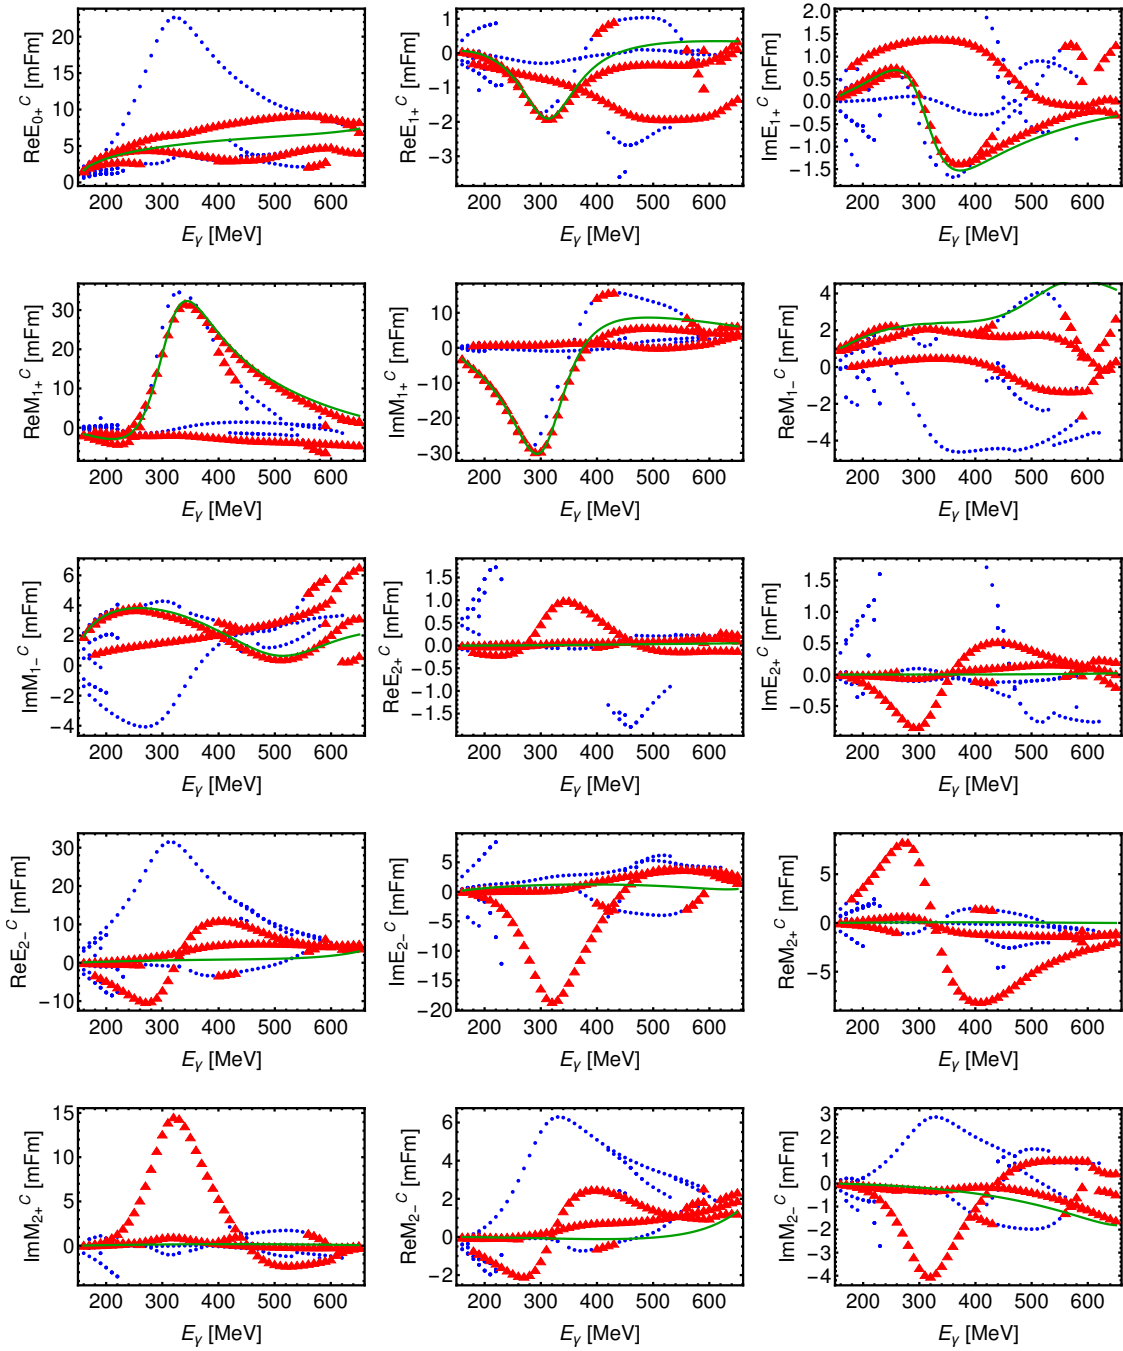 ReE₀₊ᶜ [mFm]
20
15
10
5
0
200 300 400 500 600
Eᵧ [MeV]
ReE₁₊ᶜ [mFm]
1
0
−1
−2
−3
200 300 400 500 600
Eᵧ [MeV]
ImE₁₊ᶜ [mFm]
2.0
1.5
1.0
0.5
0.0
−0.5
−1.0
−1.5
200 300 400 500 600
Eᵧ [MeV]
ReM₁₊ᶜ [mFm]
30
20
10
0
200 300 400 500 600
Eᵧ [MeV]
ImM₁₊ᶜ [mFm]
10
0
−10
−20
−30
200 300 400 500 600
Eᵧ [MeV]
ReM₁₋ᶜ [mFm]
4
2
0
−2
−4
200 300 400 500 600
Eᵧ [MeV]
ImM₁₋ᶜ [mFm]
6
4
2
0
−2
−4
200 300 400 500 600
Eᵧ [MeV]
ReE₂₊ᶜ [mFm]
1.5
1.0
0.5
0.0
−0.5
−1.0
−1.5
200 300 400 500 600
Eᵧ [MeV]
ImE₂₊ᶜ [mFm]
1.5
1.0
0.5
0.0
−0.5
200 300 400 500 600
Eᵧ [MeV]
ReE₂₋ᶜ [mFm]
30
20
10
0
−10
200 300 400 500 600
Eᵧ [MeV]
ImE₂₋ᶜ [mFm]
5
0
−5
−10
−15
−20
200 300 400 500 600
Eᵧ [MeV]
ReM₂₊ᶜ [mFm]
5
0
−5
200 300 400 500 600
Eᵧ [MeV]
ImM₂₊ᶜ [mFm]
15
10
5
0
200 300 400 500 600
Eᵧ [MeV]
ReM₂₋ᶜ [mFm]
6
4
2
0
−2
200 300 400 500 600
Eᵧ [MeV]
ImM₂₋ᶜ [mFm]
3
2
1
0
−1
−2
−3
−4
200 300 400 500 600
Eᵧ [MeV]